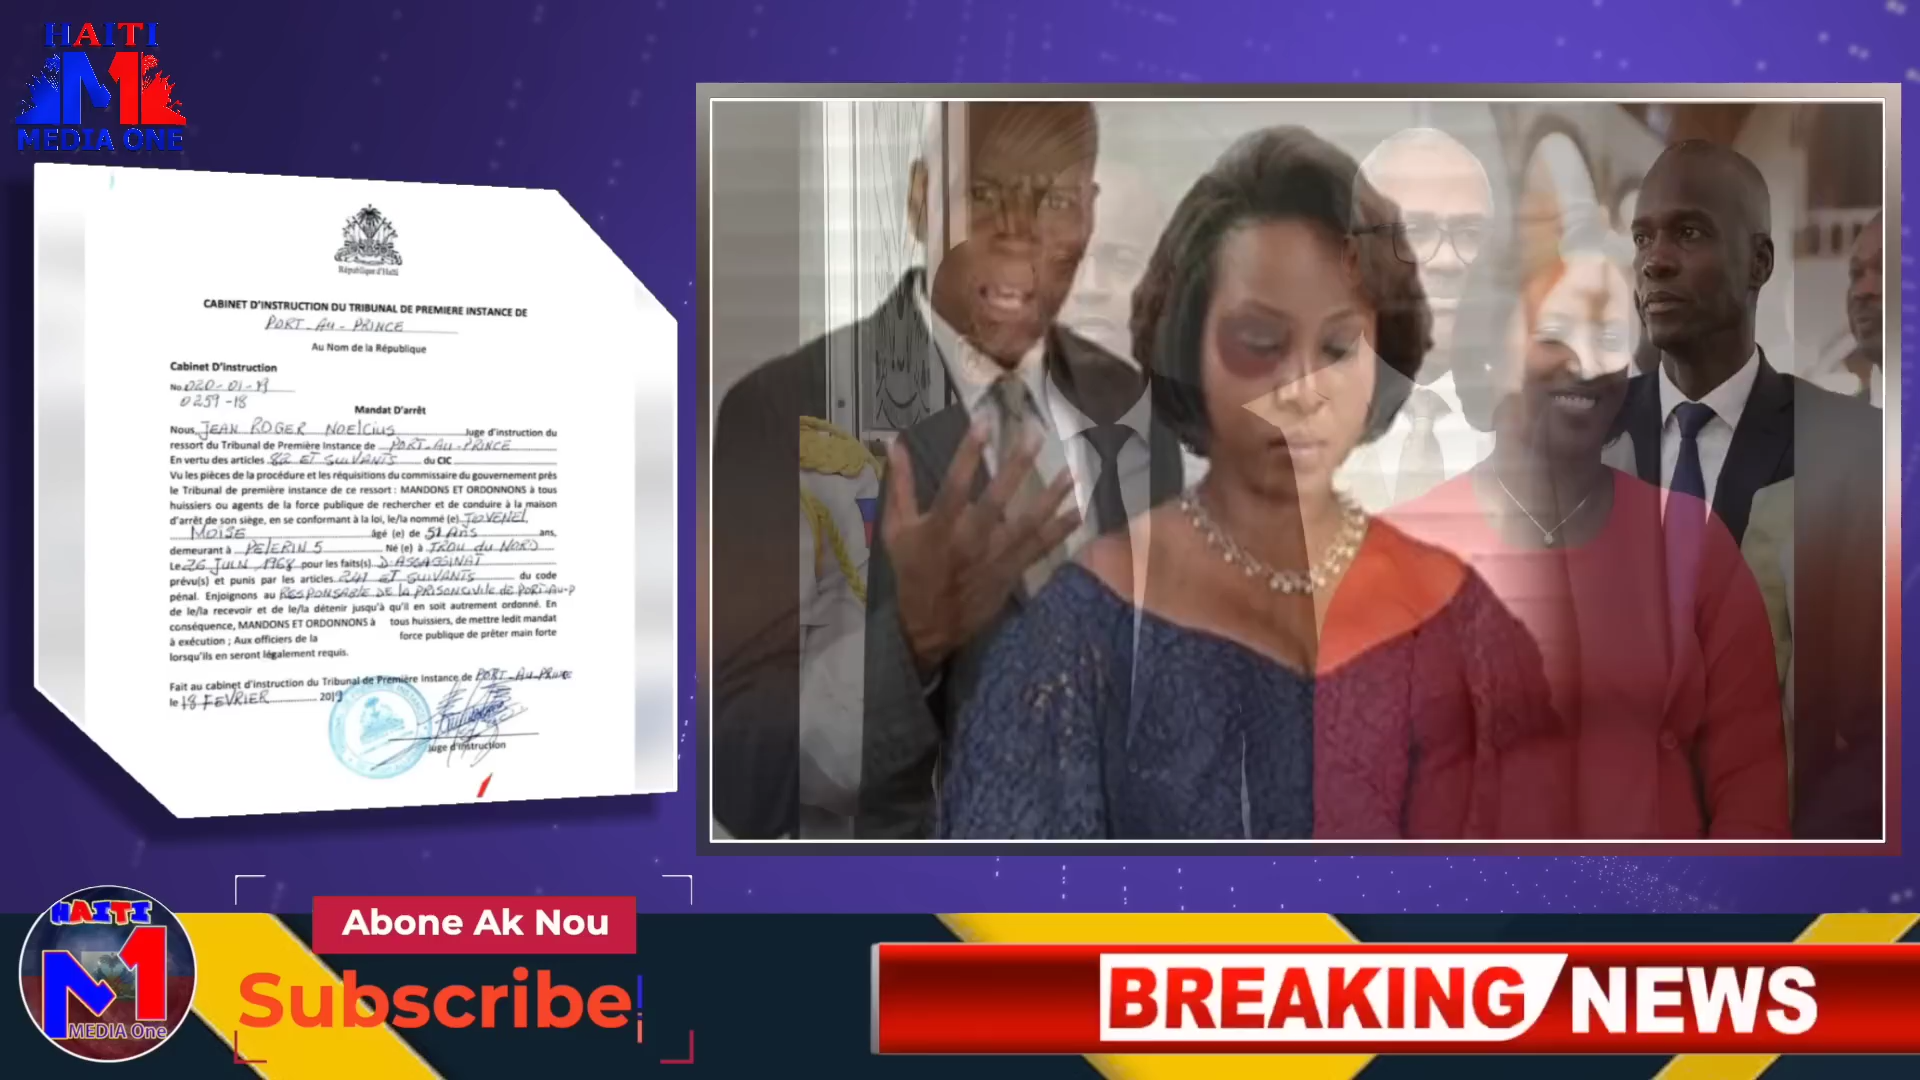 HAITI
M1
MEDIA ONE
République d'Haïti
CABINET D'INSTRUCTION DU TRIBUNAL DE PREMIERE INSTANCE DE
PORT-AU-PRINCE
Au Nom de la République
Cabinet D'instruction
No. 020-01-19
0259-18
Mandat D'arrêt
Nous, JEAN ROGER NOELCIUS Juge d'instruction du
ressort du Tribunal de Première Instance de PORT-AU-PRINCE
En vertu des articles 82 ET SUIVANTS du CIC
Vu les pièces de la procédure et les réquisitions du commissaire du gouvernement près
le Tribunal de première instance de ce ressort : MANDONS ET ORDONNONS à tous
huissiers ou agents de la force publique de rechercher et de conduire à la maison
d'arrêt de son siège, en se conformant à la loi, le/la nommé (e) JOVENEL
MOISE âgé (e) de 51 Ans ans,
demeurant à PELERIN 5 Né (e) à TROU DU NORD
Le 26 JUIN 1968 pour les faits(s) D'ASSASSINAT
prévu(s) et punis par les articles 241 ET SUIVANTS du code
pénal. Enjoignons au RESPONSABLE DE LA PRISON CIVILE DE PORT-AU-P
de le/la recevoir et de le/la détenir jusqu'à qu'il en soit autrement ordonné. En
conséquence, MANDONS ET ORDONNONS à tous huissiers, de mettre ledit mandat
à exécution ; Aux officiers de la force publique de prêter main forte
lorsqu'ils en seront légalement requis.
Fait au cabinet d'instruction du Tribunal de Première Instance de PORT-AU-PRINCE
le 18 FEVRIER 2019
Juge d'instruction
HAITI
M1
MEDIA One
Abone Ak Nou
Subscribe
BREAKING NEWS